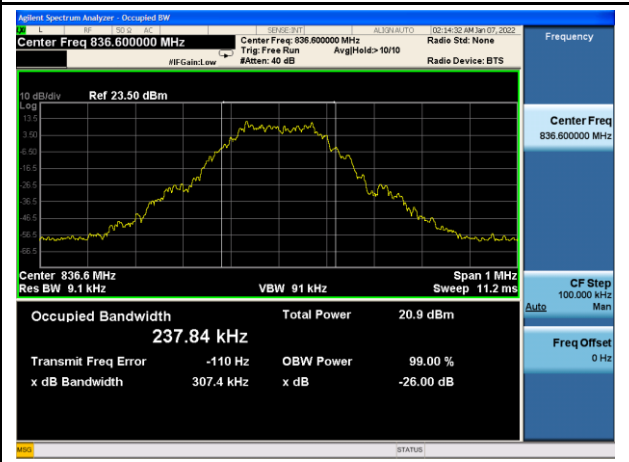 Agilent Spectrum Analyzer - Occupied BW
L RF 50 Ω AC SENSE:INT ALIGNAUTO 02:14:32 AM Jan 07, 2022
Center Freq 836.600000 MHz
Center Freq: 836.600000 MHz
Radio Std: None
Trig: Free Run Avg|Hold:> 10/10
#IFGain:Low #Atten: 40 dB Radio Device: BTS
10 dB/div Ref 23.50 dBm
Log
13.5
3.50
-6.50
-16.5
-26.5
-36.5
-46.5
-56.5
-66.5
Center 836.6 MHz Span 1 MHz
Res BW 9.1 kHz VBW 91 kHz Sweep 11.2 ms
Occupied Bandwidth Total Power 20.9 dBm
237.84 kHz
Transmit Freq Error -110 Hz OBW Power 99.00 %
x dB Bandwidth 307.4 kHz x dB -26.00 dB
MSG STATUS
Frequency
Center Freq
836.600000 MHz
CF Step
100.000 kHz
Auto Man
Freq Offset
0 Hz